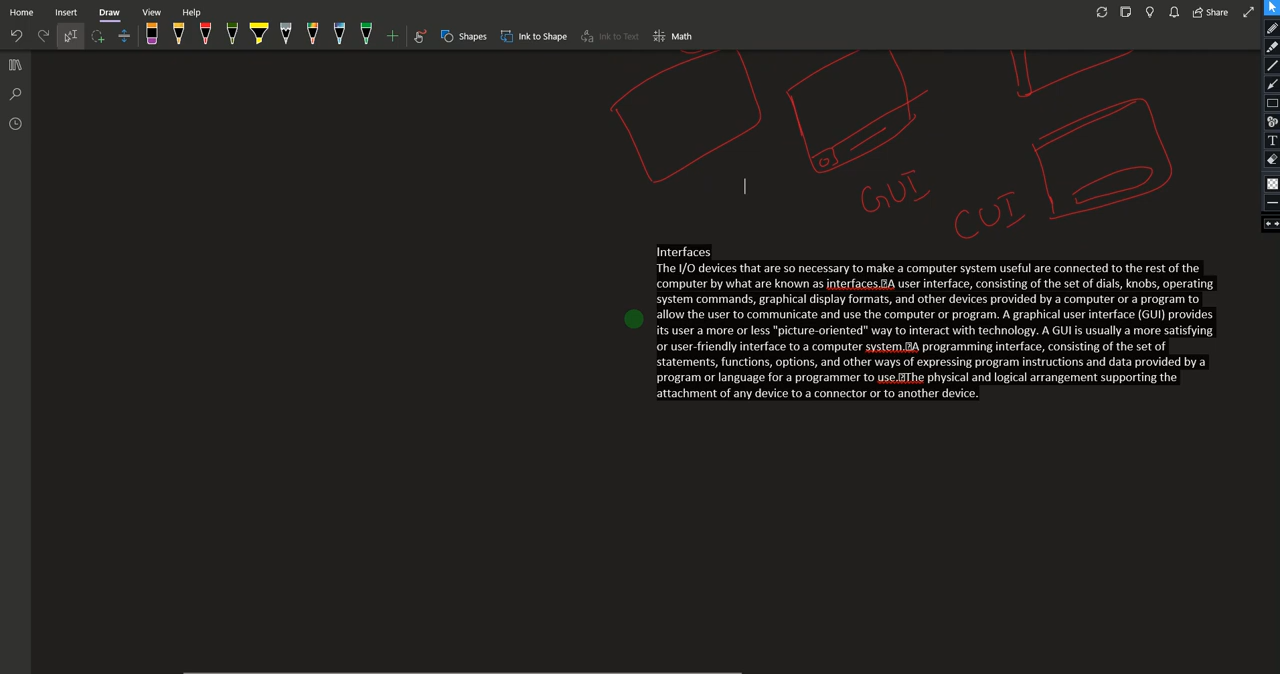 Home Insert Draw View Help
Share
Shapes Ink to Shape Ink to Text Math
GUI
CUI
Interfaces
The I/O devices that are so necessary to make a computer system useful are connected to the rest of the
computer by what are known as interfaces.⍰A user interface, consisting of the set of dials, knobs, operating
system commands, graphical display formats, and other devices provided by a computer or a program to
allow the user to communicate and use the computer or program. A graphical user interface (GUI) provides
its user a more or less "picture-oriented" way to interact with technology. A GUI is usually a more satisfying
or user-friendly interface to a computer system.⍰A programming interface, consisting of the set of
statements, functions, options, and other ways of expressing program instructions and data provided by a
program or language for a programmer to use.⍰The physical and logical arrangement supporting the
attachment of any device to a connector or to another device.